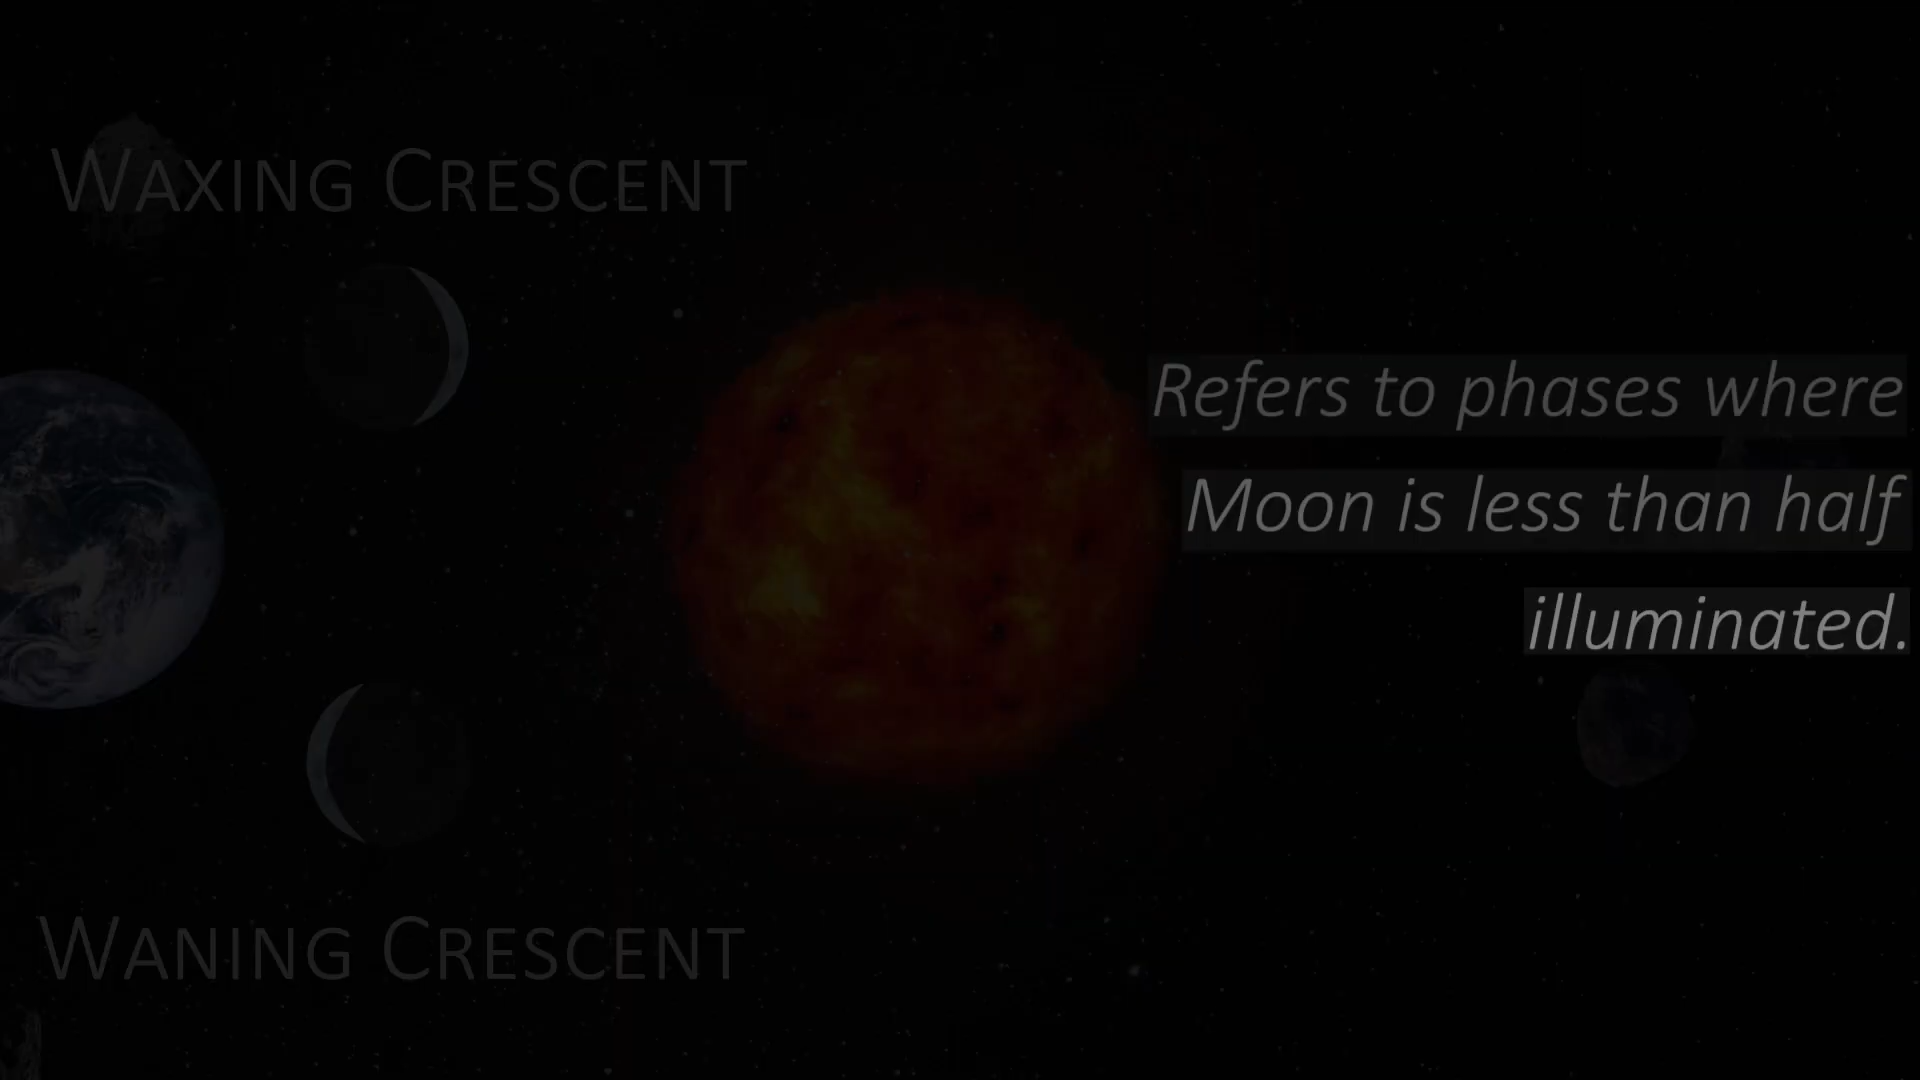 WAXING CRESCENT
Refers to phases where
Moon is less than half
illuminated.
WANING CRESCENT